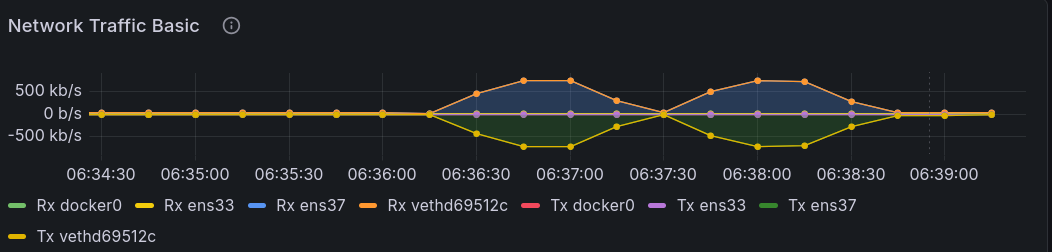 Network Traffic Basic
500 kb/s
0 b/s
-500 kb/s
06:34:30 06:35:00 06:35:30 06:36:00 06:36:30 06:37:00 06:37:30 06:38:00 06:38:30 06:39:00
Rx docker0 Rx ens33 Rx ens37 Rx vethd69512c Tx docker0 Tx ens33 Tx ens37
Tx vethd69512c